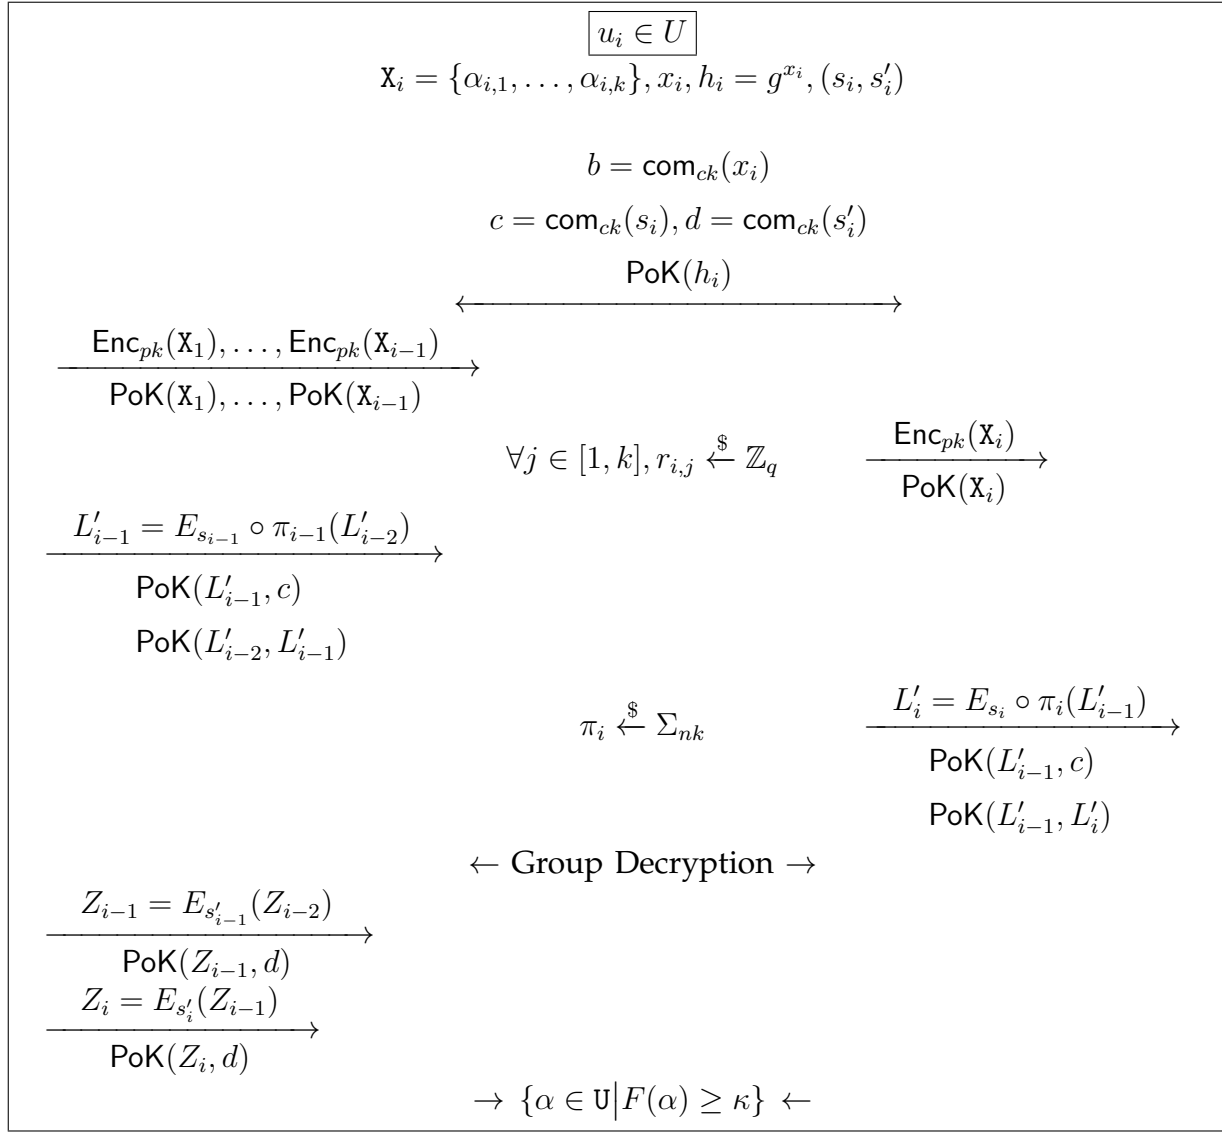 u_i ∈ U
X_i = {α_{i,1}, . . . , α_{i,k}}, x_i, h_i = g^{x_i}, (s_i, s'_i)
b = com_{ck}(x_i)
c = com_{ck}(s_i), d = com_{ck}(s'_i)
PoK(h_i)
Enc_{pk}(X_1), . . . , Enc_{pk}(X_{i−1})
PoK(X_1), . . . , PoK(X_{i−1})
∀j ∈ [1, k], r_{i,j} ←$ ℤ_q
Enc_{pk}(X_i)
PoK(X_i)
L'_{i−1} = E_{s_{i−1}} ∘ π_{i−1}(L'_{i−2})
PoK(L'_{i−1}, c)
PoK(L'_{i−2}, L'_{i−1})
π_i ←$ Σ_{nk}
L'_i = E_{s_i} ∘ π_i(L'_{i−1})
PoK(L'_{i−1}, c)
PoK(L'_{i−1}, L'_i)
← Group Decryption →
Z_{i−1} = E_{s'_{i−1}}(Z_{i−2})
PoK(Z_{i−1}, d)
Z_i = E_{s'_i}(Z_{i−1})
PoK(Z_i, d)
→ {α ∈ U|F(α) ≥ κ} ←